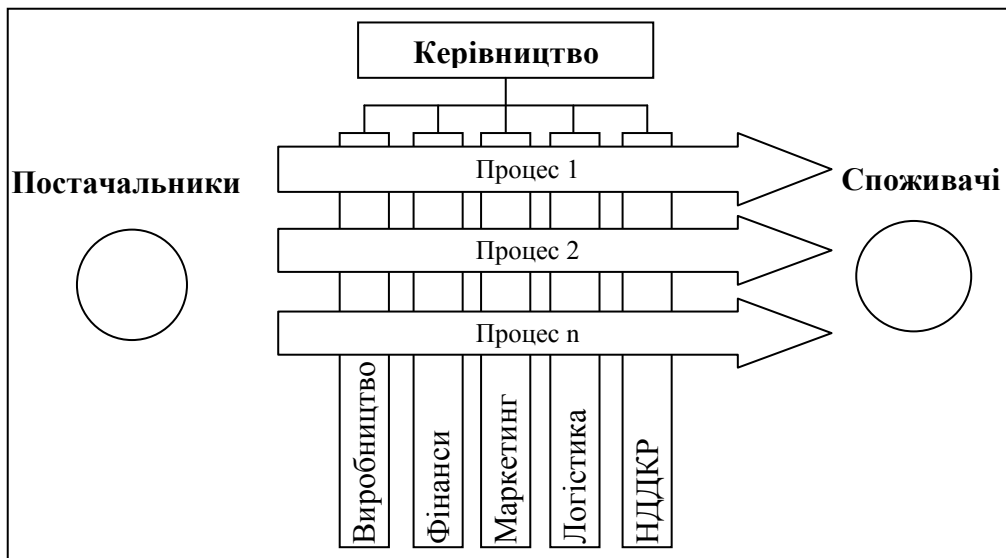 Керівництво
Процес 1
Постачальники
Споживачі
Процес 2
Процес n
Виробництво
Фінанси
Маркетинг
Логістика
НДДКР